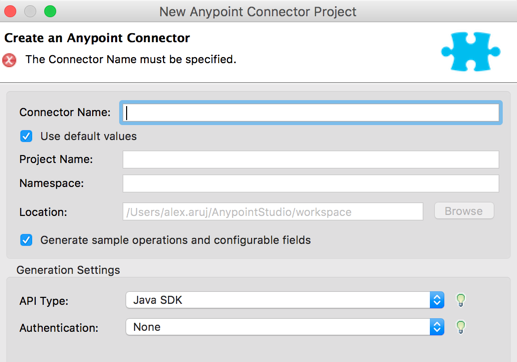 New Anypoint Connector Project
Create an Anypoint Connector
The Connector Name must be specified.
Connector Name:
Use default values
Project Name:
Namespace:
Location: /Users/alex.aruj/AnypointStudio/workspace Browse
Generate sample operations and configurable fields
Generation Settings
API Type: Java SDK
Authentication: None